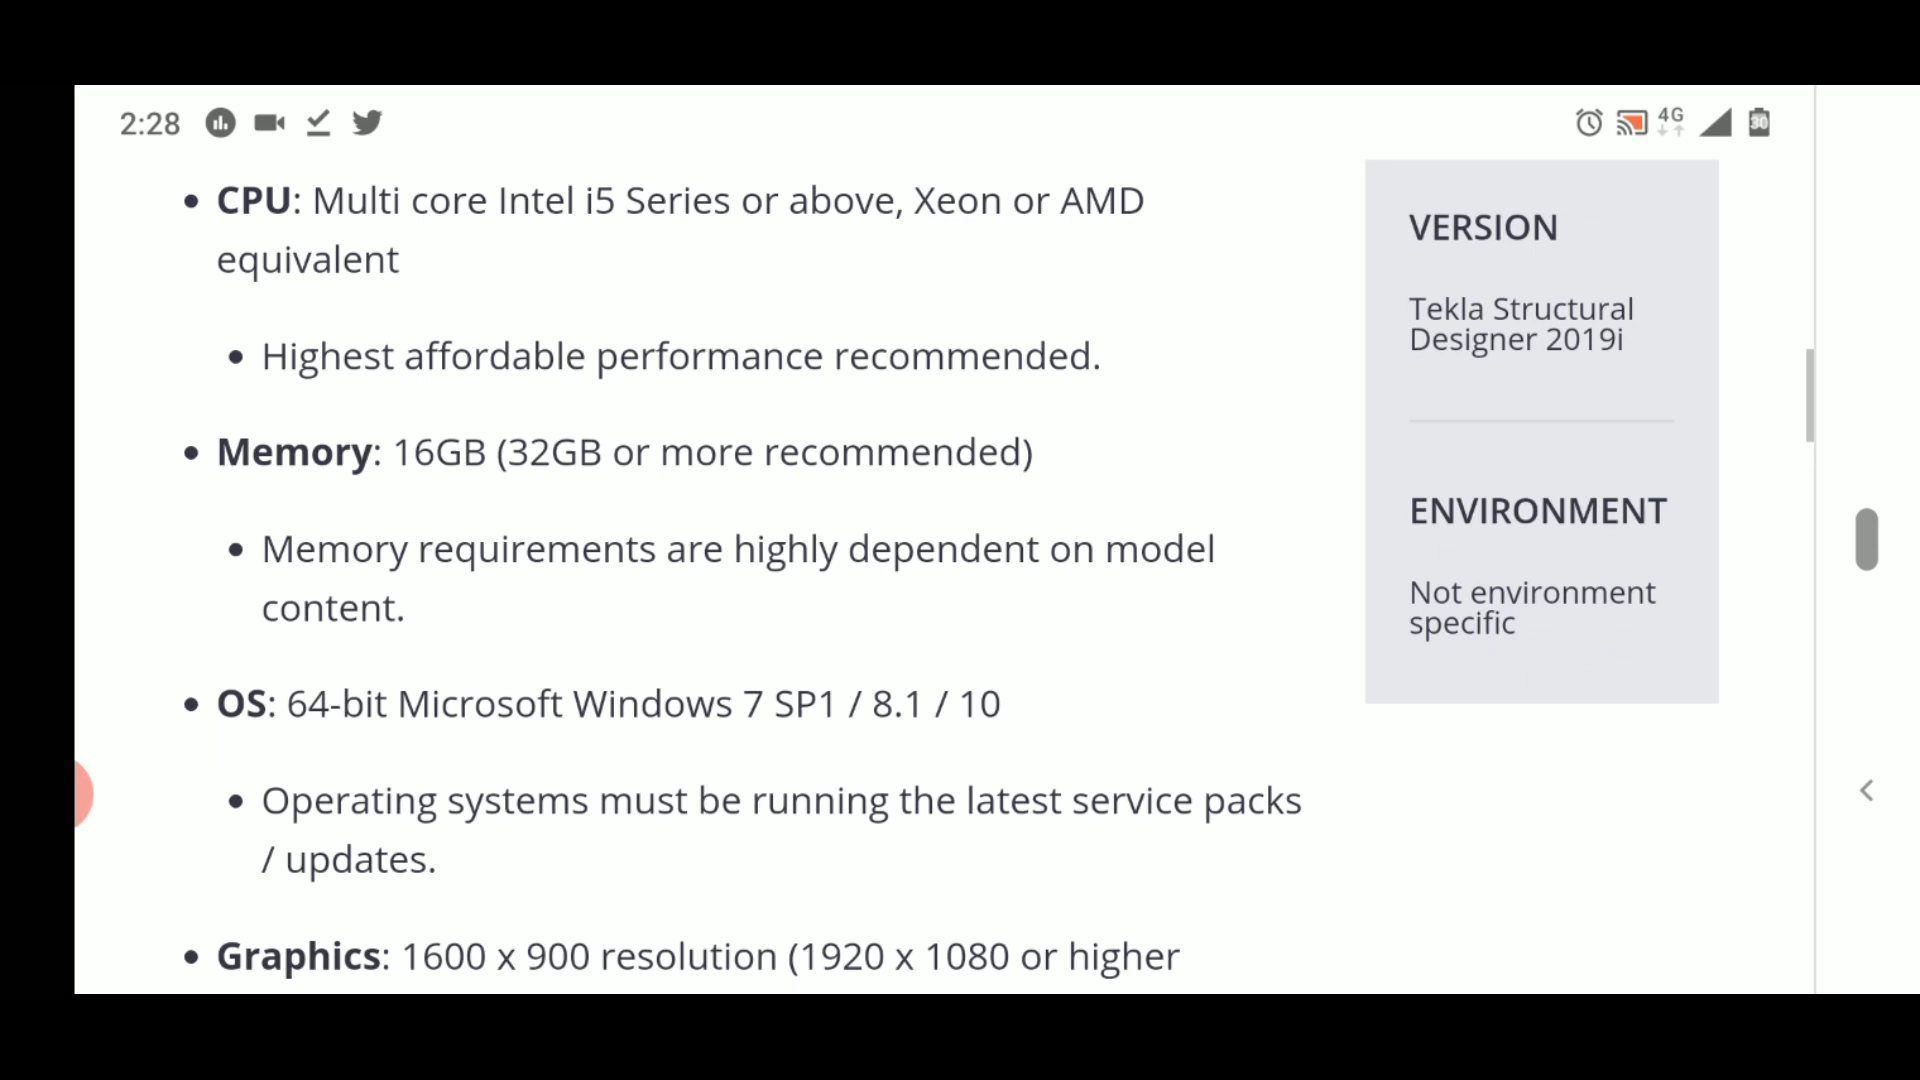 2:28
4G
30
CPU: Multi core Intel i5 Series or above, Xeon or AMD
equivalent
Highest affordable performance recommended.
Memory: 16GB (32GB or more recommended)
Memory requirements are highly dependent on model
content.
OS: 64-bit Microsoft Windows 7 SP1 / 8.1 / 10
Operating systems must be running the latest service packs
/ updates.
Graphics: 1600 x 900 resolution (1920 x 1080 or higher
VERSION
Tekla Structural
Designer 2019i
ENVIRONMENT
Not environment
specific